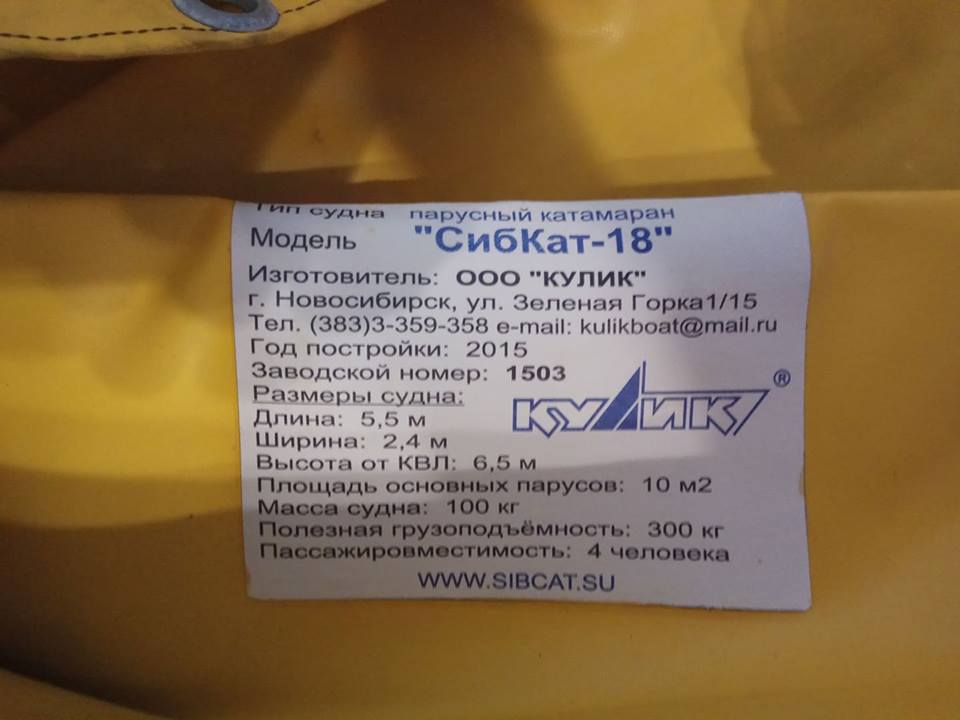 Тип судна парусный катамаран
Модель "СибКат-18"
Изготовитель: ООО "КУЛИК"
г. Новосибирск, ул. Зеленая Горка1/15
Тел. (383)3-359-358 e-mail: kulikboat@mail.ru
Год постройки: 2015
Заводской номер: 1503
Размеры судна:
Длина: 5,5 м
КУЛИК ®
Ширина: 2,4 м
Высота от КВЛ: 6,5 м
Площадь основных парусов: 10 м2
Масса судна: 100 кг
Полезная грузоподъёмность: 300 кг
Пассажировместимость: 4 человека
WWW.SIBCAT.SU